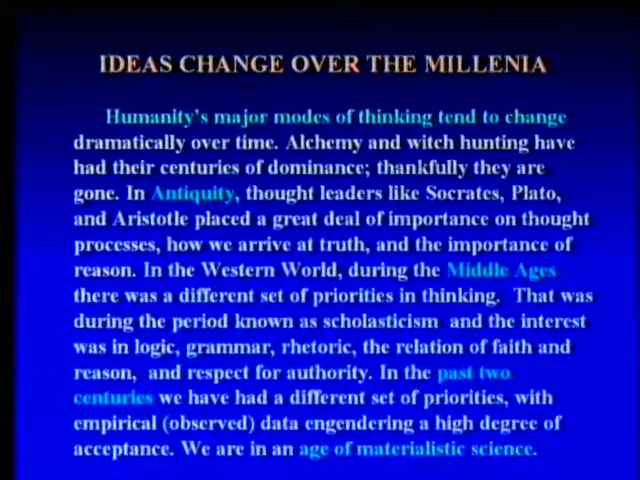 IDEAS CHANGE OVER THE MILLENIA
Humanity's major modes of thinking tend to change
dramatically over time. Alchemy and witch hunting have
had their centuries of dominance; thankfully they are
gone. In Antiquity, thought leaders like Socrates, Plato,
and Aristotle placed a great deal of importance on thought
processes, how we arrive at truth, and the importance of
reason. In the Western World, during the Middle Ages
there was a different set of priorities in thinking. That was
during the period known as scholasticism and the interest
was in logic, grammar, rhetoric, the relation of faith and
reason, and respect for authority. In the past two
centuries we have had a different set of priorities, with
empirical (observed) data engendering a high degree of
acceptance. We are in an age of materialistic science.